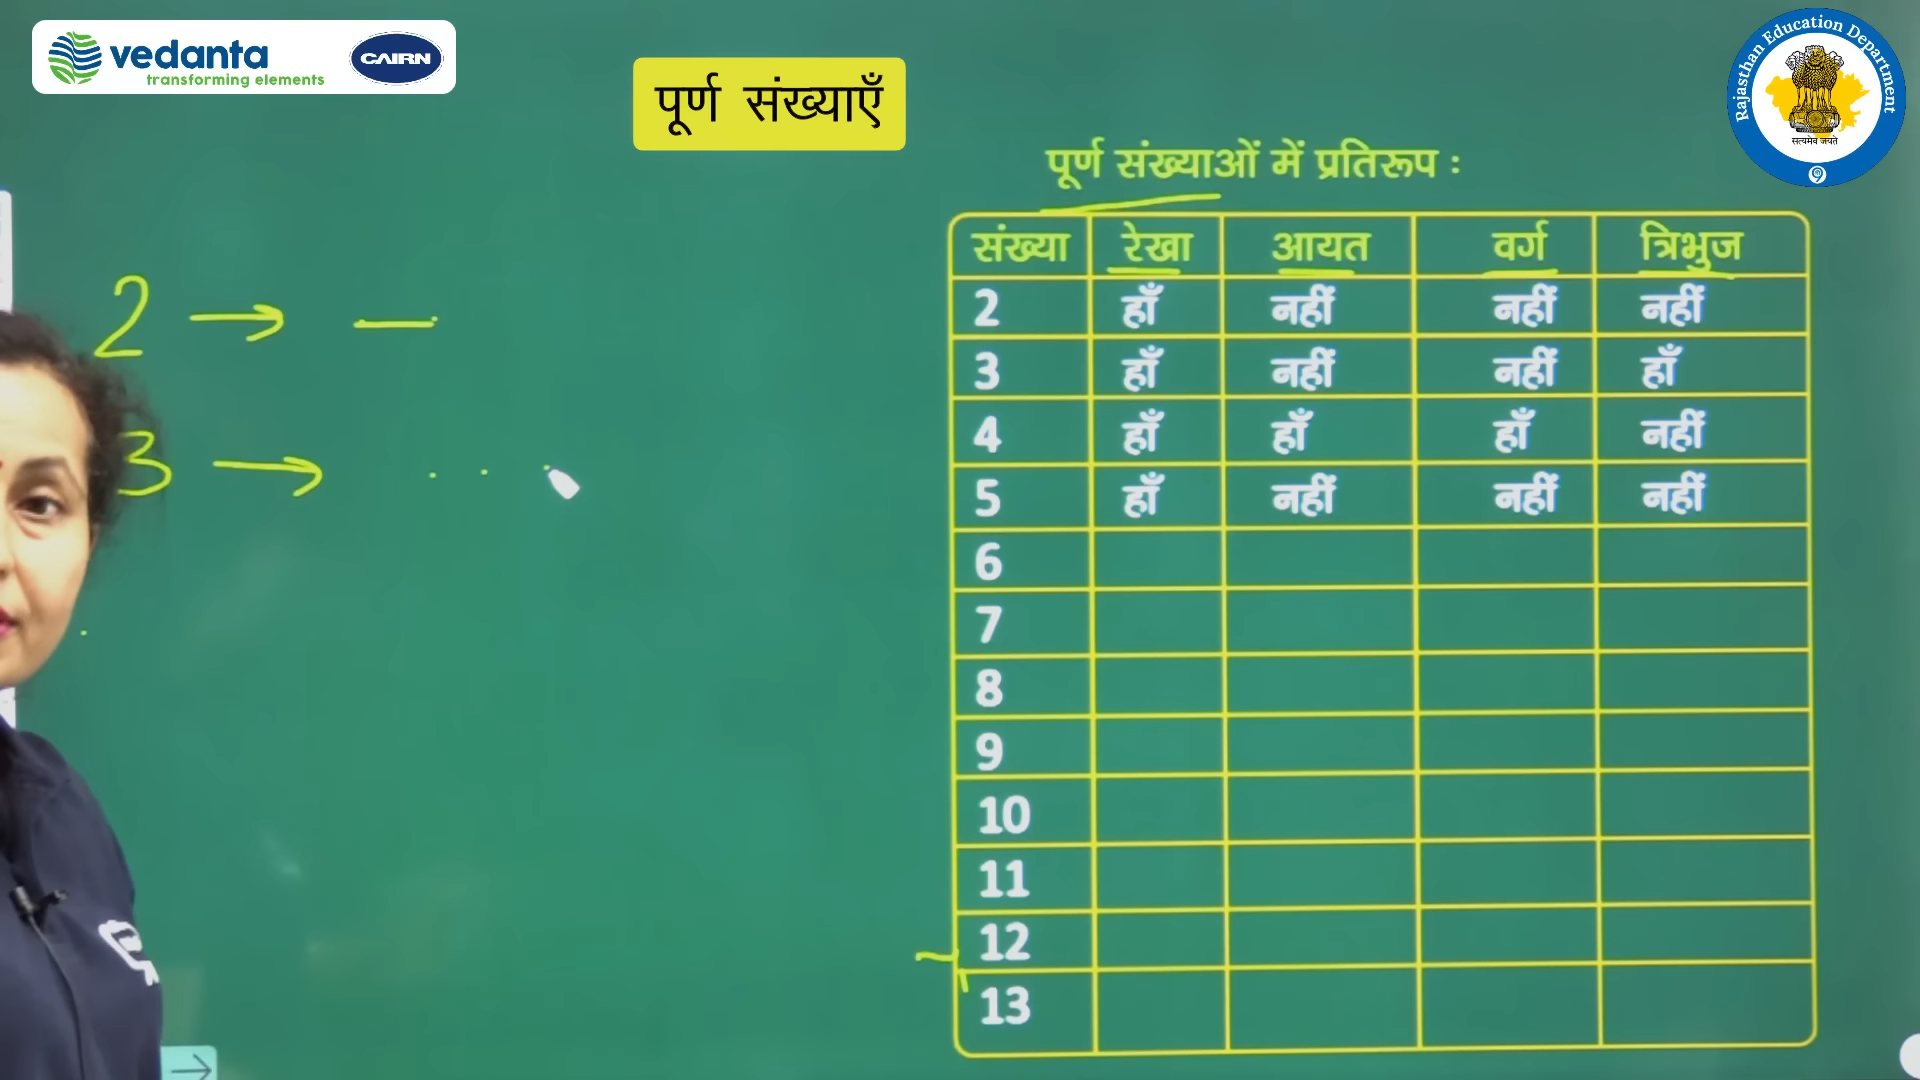 vedanta
transforming elements
CAIRN
पूर्ण संख्याएँ
Rajasthan Education Department
सत्यमेव जयते
पूर्ण संख्याओं में प्रतिरूप :
संख्या रेखा आयत वर्ग त्रिभुज
2 हाँ नहीं नहीं नहीं
3 हाँ नहीं नहीं हाँ
4 हाँ हाँ हाँ नहीं
5 हाँ नहीं नहीं नहीं
6
7
8
9
10
11
12
13
2 → —
3 → . . .